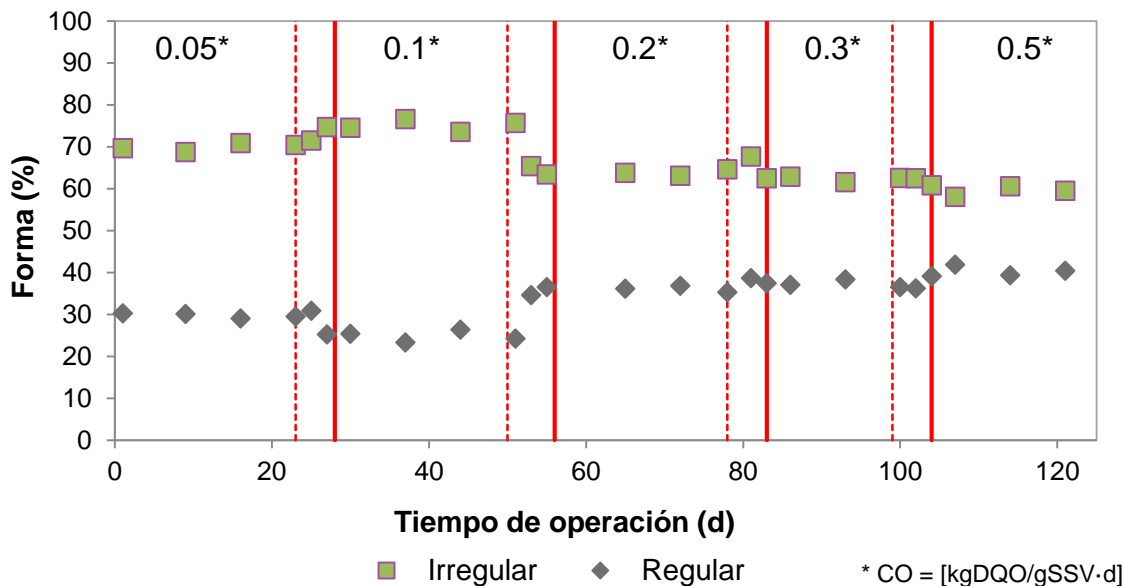 100
90
80
70
60
50
40
30
20
10
0
Forma (%)
0.05* 0.1* 0.2* 0.3* 0.5*
0 20 40 60 80 100 120
Tiempo de operación (d)
Irregular Regular
* CO = [kgDQO/gSSV·d]